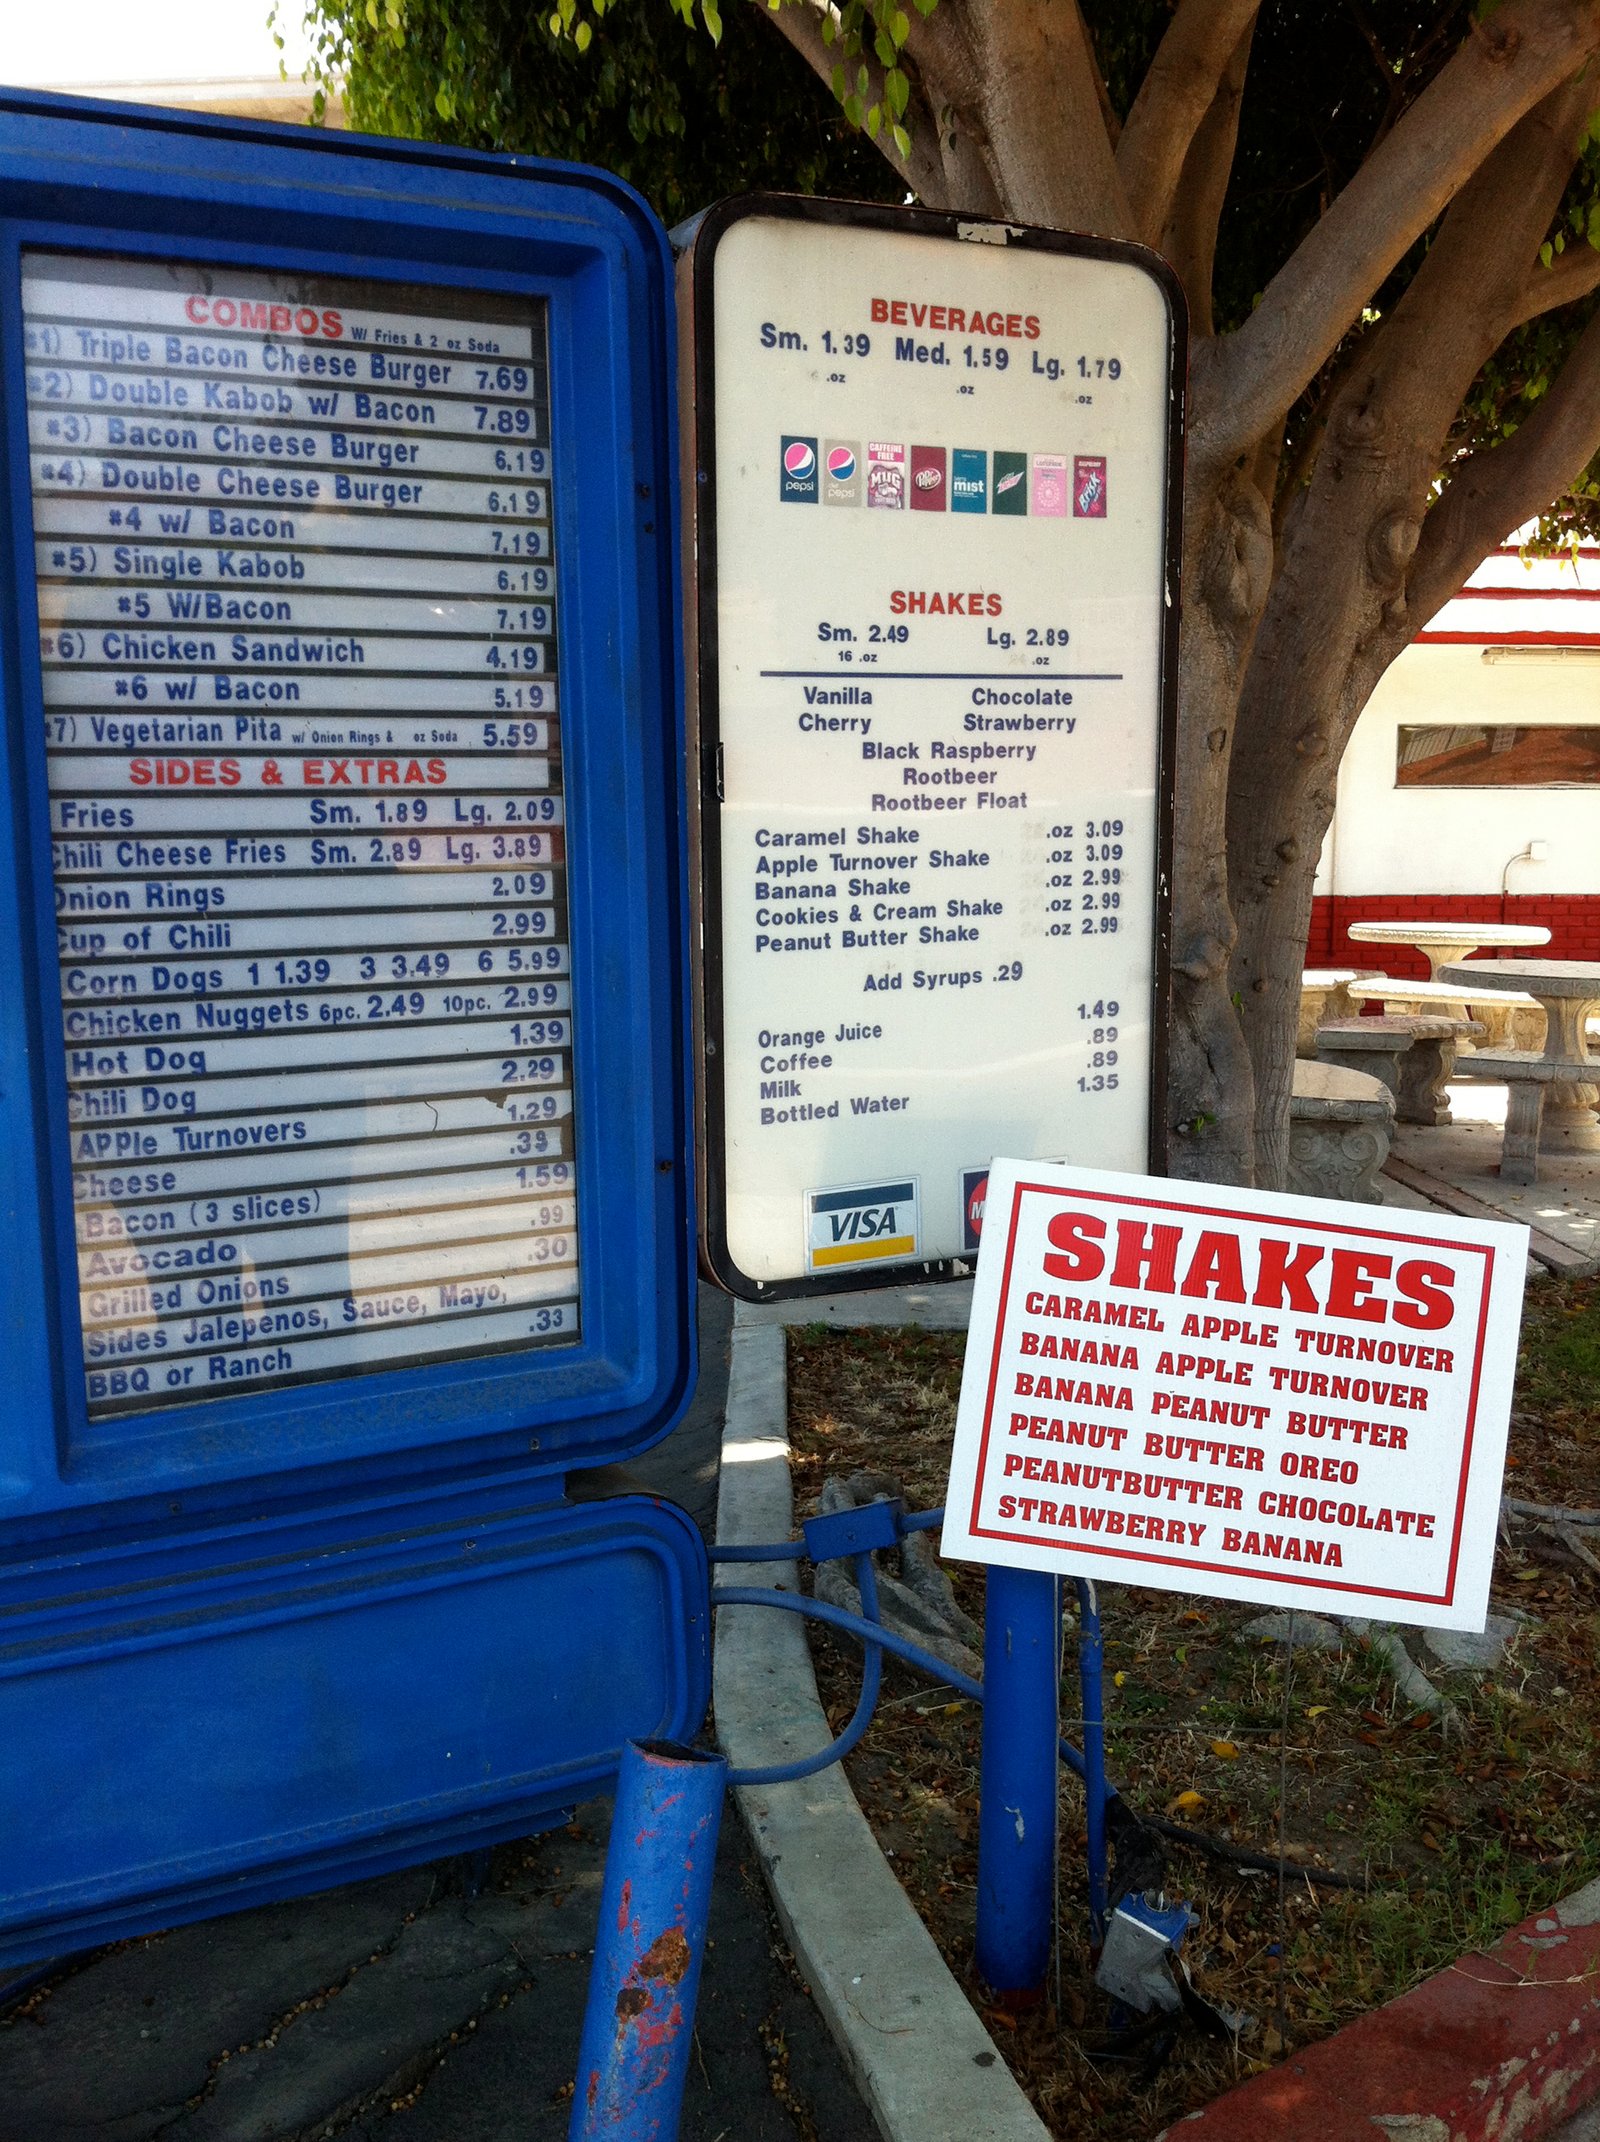 COMBOS W/ Fries & 2 oz Soda
#1) Triple Bacon Cheese Burger 7.69
#2) Double Kabob w/ Bacon 7.89
#3) Bacon Cheese Burger 6.19
#4) Double Cheese Burger 6.19
#4 w/ Bacon 7.19
#5) Single Kabob 6.19
#5 W/Bacon 7.19
#6) Chicken Sandwich 4.19
#6 w/ Bacon 5.19
#7) Vegetarian Pita w/ Onion Rings & oz Soda 5.59
SIDES & EXTRAS
Fries Sm. 1.89 Lg. 2.09
Chili Cheese Fries Sm. 2.89 Lg. 3.89
Onion Rings 2.09
Cup of Chili 2.99
Corn Dogs 1 1.39 3 3.49 6 5.99
Chicken Nuggets 6pc. 2.49 10pc. 2.99
Hot Dog 1.39
Chili Dog 2.29
APPle Turnovers 1.29
Cheese
Bacon (3 slices) 1.59
Avocado .99
Grilled Onions .30
Sides Jalepenos, Sauce, Mayo,
BBQ or Ranch .33
BEVERAGES
Sm. 1.39 Med. 1.59 Lg. 1.79
.oz .oz .oz
pepsi
diet pepsi
CAFFEINE FREE
MUG
Dr Pepper
mist
Brisk
SHAKES
Sm. 2.49 Lg. 2.89
16 .oz .oz
Vanilla Chocolate
Cherry Strawberry
Black Raspberry
Rootbeer
Rootbeer Float
Caramel Shake .oz 3.09
Apple Turnover Shake .oz 3.09
Banana Shake .oz 2.99
Cookies & Cream Shake .oz 2.99
Peanut Butter Shake .oz 2.99
Add Syrups .29
Orange Juice 1.49
Coffee .89
Milk .89
Bottled Water 1.35
VISA
M
SHAKES
CARAMEL APPLE TURNOVER
BANANA APPLE TURNOVER
BANANA PEANUT BUTTER
PEANUT BUTTER OREO
PEANUTBUTTER CHOCOLATE
STRAWBERRY BANANA